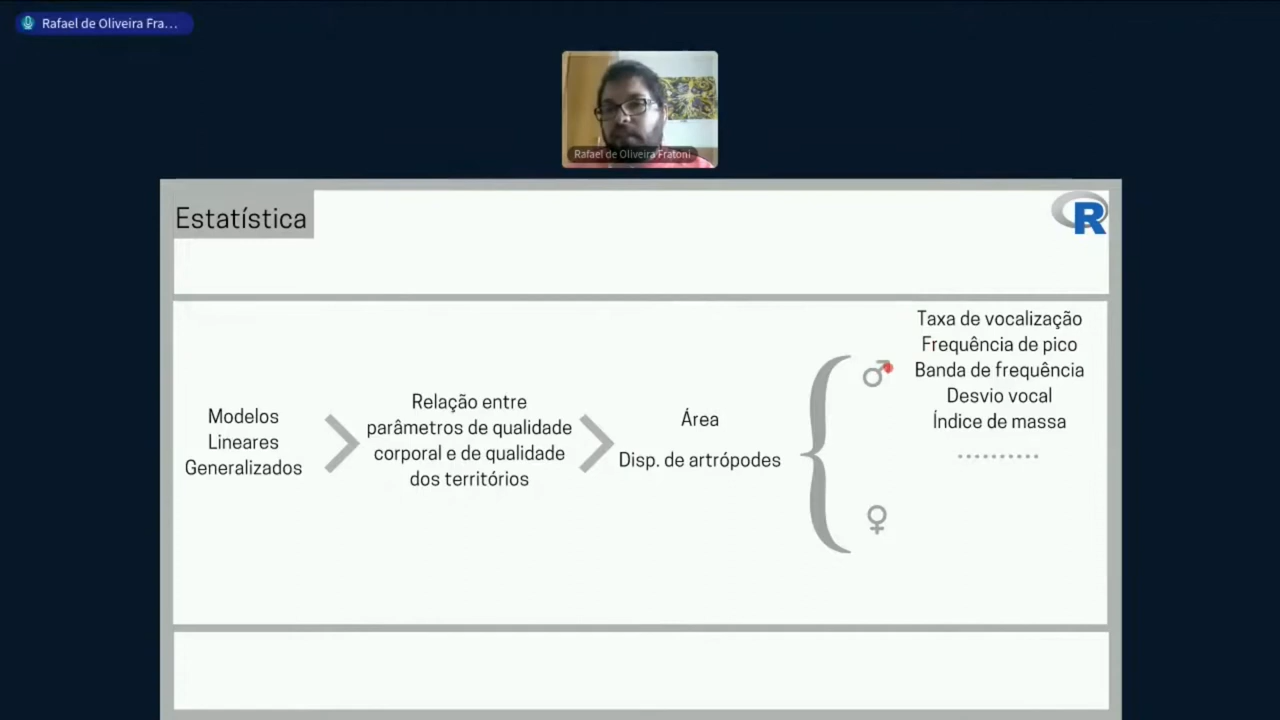 Rafael de Oliveira Fra...
Rafael de Oliveira Fratoni
Estatística
R
Modelos
Lineares
Generalizados
Relação entre
parâmetros de qualidade
corporal e de qualidade
dos territórios
Área
Disp. de artrópodes
♂
Taxa de vocalização
Frequência de pico
Banda de frequência
Desvio vocal
Índice de massa
..........
♀